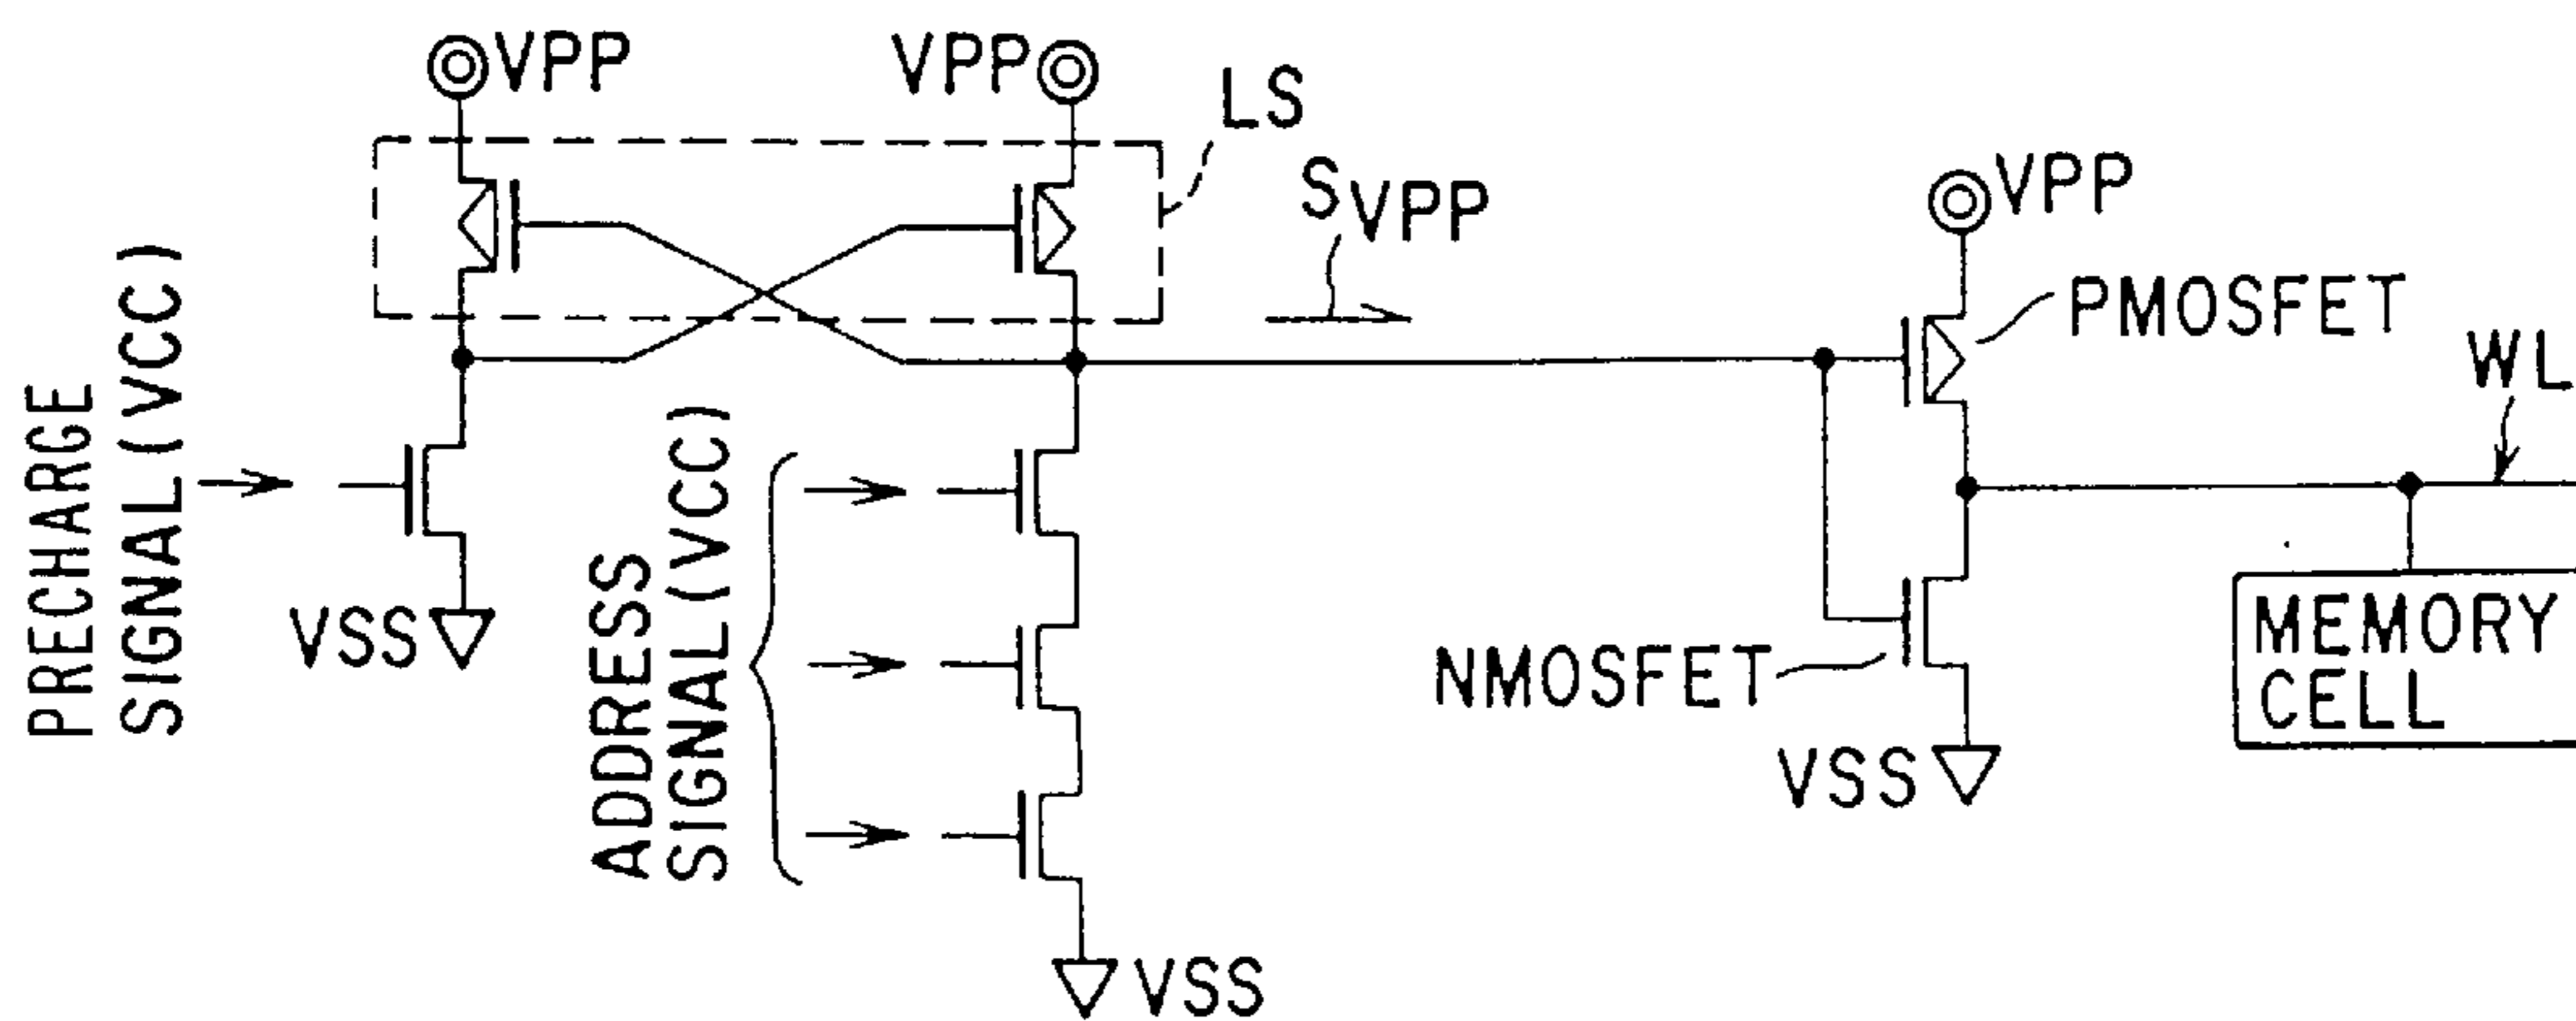 VPP
VPP
LS
SVPP
VPP
PMOSFET
WL
PRECHARGE
SIGNAL(VCC)
ADDRESS
SIGNAL(VCC)
VSS
NMOSFET
MEMORY
CELL
VSS
VSS